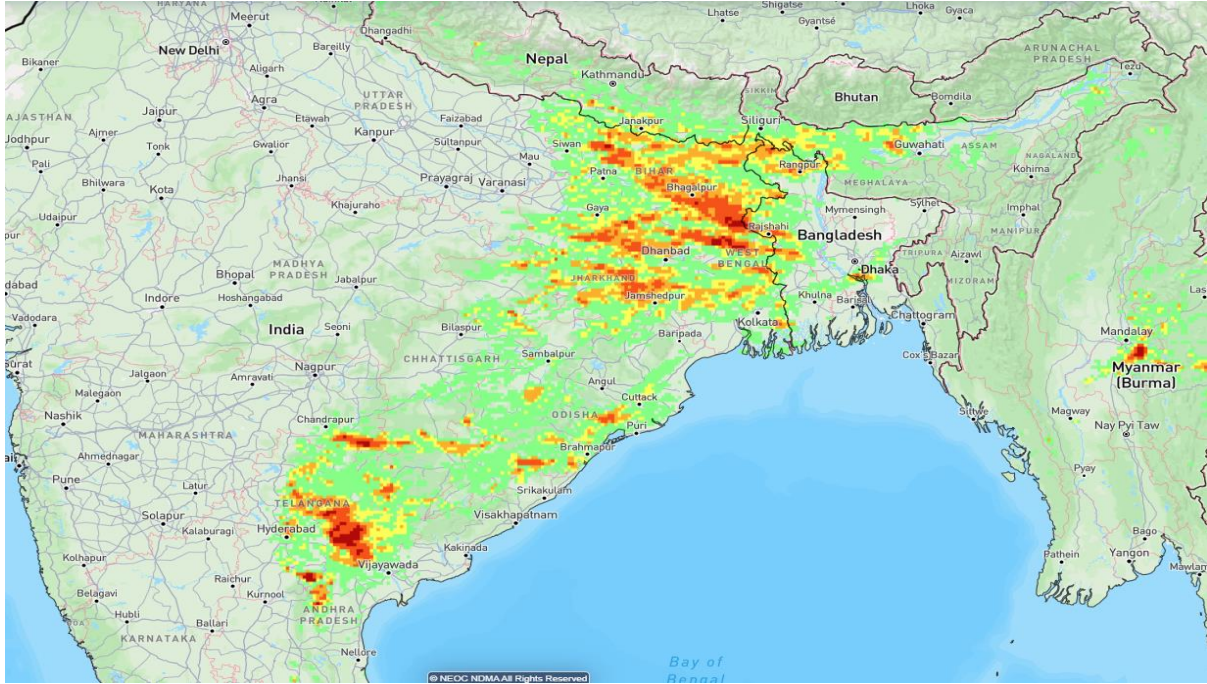 Meerut
Dhangadhi
Lhatse
Shigatse
Gyantsé
Lhoka
Gyaca
New Delhi
Bareilly
Nepal
ARUNACHAL
PRADESH
Tezu
Bikaner
Aligarh
Kathmandu
SIKKIM
Bhutan
Bomdila
RAJASTHAN
Jaipur
Agra
UTTAR
PRADESH
Etawah
Faizabad
Janakpur
Siliguri
Jodhpur
Ajmer
Tonk
Gwalior
Kanpur
Sultanpur
Siwan
Mau
Guwahati
ASSAM
NAGALAND
Pali
Bhilwara
Kota
Jhansi
Prayagraj
Varanasi
Patna
BIHAR
Bhagalpur
Rangpur
MEGHALAYA
Kohima
Udaipur
Khajuraho
Gaya
Rajshahi
Mymensingh
Sylhet
Imphal
MANIPUR
MADHYA
PRADESH
Bhopal
Jabalpur
Dhanbad
WEST
BENGAL
Bangladesh
Dhaka
TRIPURA
Aizawl
MIZORAM
Indore
Hoshangabad
JHARKHAND
Jamshedpur
Khulna
Barisal
Chattogram
Vadodara
India
Seoni
Bilaspur
Baripada
Kolkata
Mandalay
Surat
Jalgaon
Nagpur
CHHATTISGARH
Sambalpur
Cox's Bazar
Myanmar
(Burma)
Malegaon
Amravati
Angul
Nashik
Chandrapur
ODISHA
Cuttack
Sittwe
Magway
MAHARASHTRA
Puri
Nay Pyi Taw
Ahmednagar
Brahmapur
Pune
Latur
Srikakulam
Pyay
Solapur
TELANGANA
Hyderabad
Visakhapatnam
Kalaburagi
Kakinada
Bago
Kolhapur
Vijayawada
Pathein
Yangon
Raichur
Belagavi
Kurnool
ANDHRA
PRADESH
Hubli
Ballari
KARNATAKA
Nellore
Bay of
Bengal
© NEOC NDMA All Rights Reserved